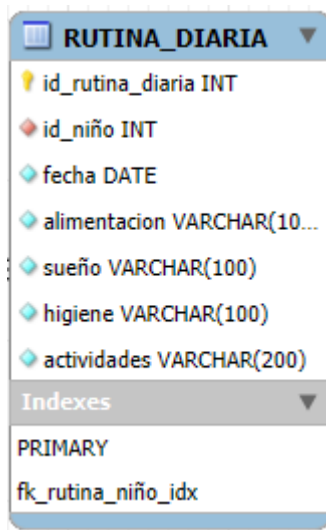 RUTINA_DIARIA
id_rutina_diaria INT
id_niño INT
fecha DATE
alimentacion VARCHAR(10...
sueño VARCHAR(100)
higiene VARCHAR(100)
actividades VARCHAR(200)
Indexes
PRIMARY
fk_rutina_niño_idx